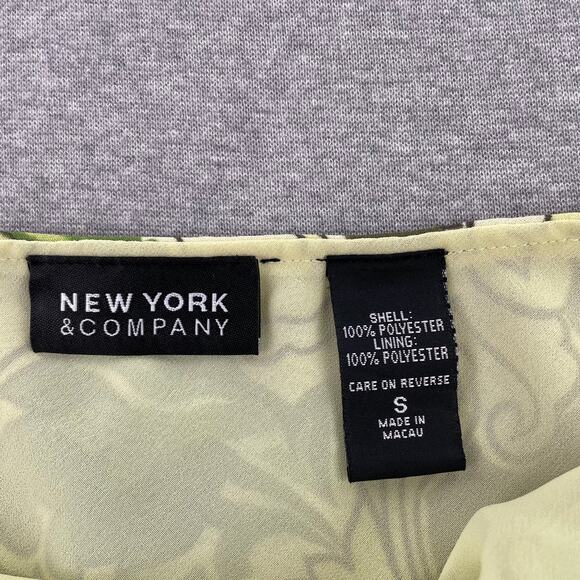 NEW YORK
&COMPANY
SHELL:
100% POLYESTER
LINING:
100% POLYESTER
CARE ON REVERSE
S
MADE IN
MACAU